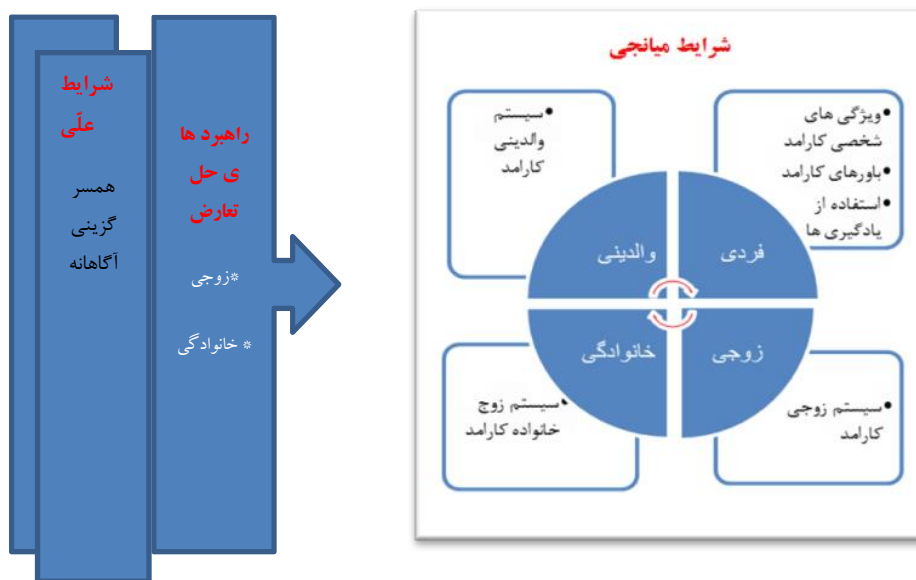 شرایط
علّی
همسر
گزینی
آگاهانه
راهبرد ها
ی حل
تعارض
*زوجی
* خانوادگی
شرایط میانجی
•ویژگی های
شخصی کارامد
•باورهای کارامد
•استفاده از
یادگیری ها
•سیستم
والدینی
کارامد
فردی
والدینی
زوجی
خانوادگی
•سیستم زوجی
کارامد
•سیستم زوج
خانواده کارامد